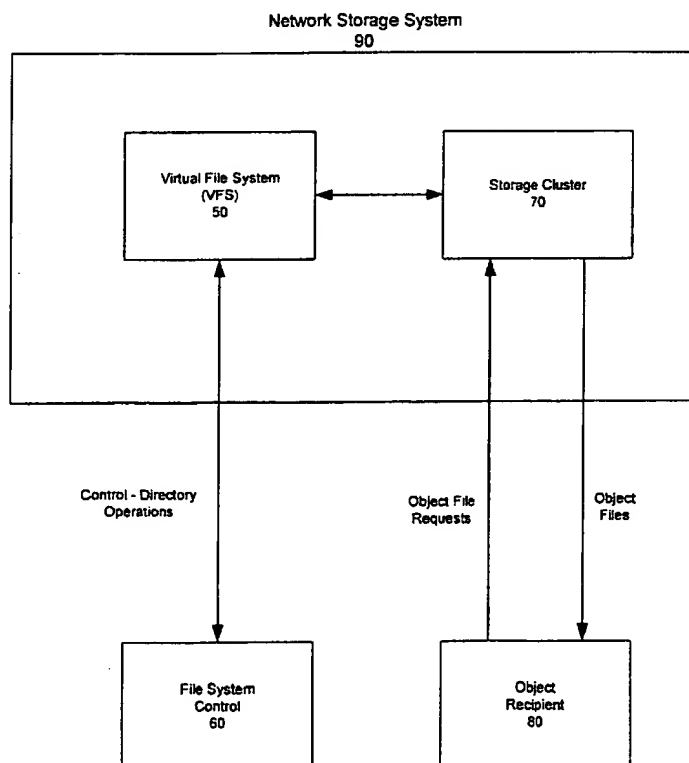 Network Storage System
90
Virtual File System
(VFS)
50
Storage Cluster
70
Control - Directory
Operations
Object File
Requests
Object
Files
File System
Control
60
Object
Recipient
80